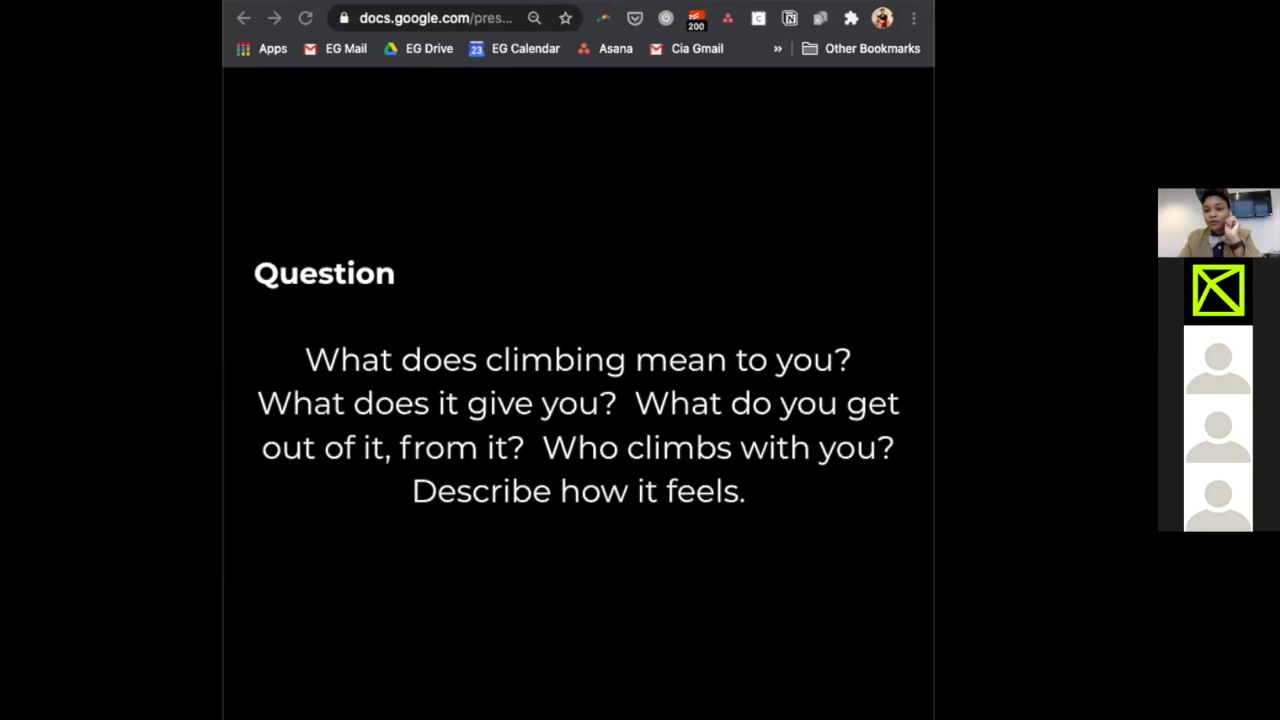 docs.google.com/pres...
200
Apps
EG Mail
EG Drive
23
EG Calendar
Asana
Cia Gmail
»
Other Bookmarks
Question
What does climbing mean to you?
What does it give you?  What do you get
out of it, from it?  Who climbs with you?
Describe how it feels.